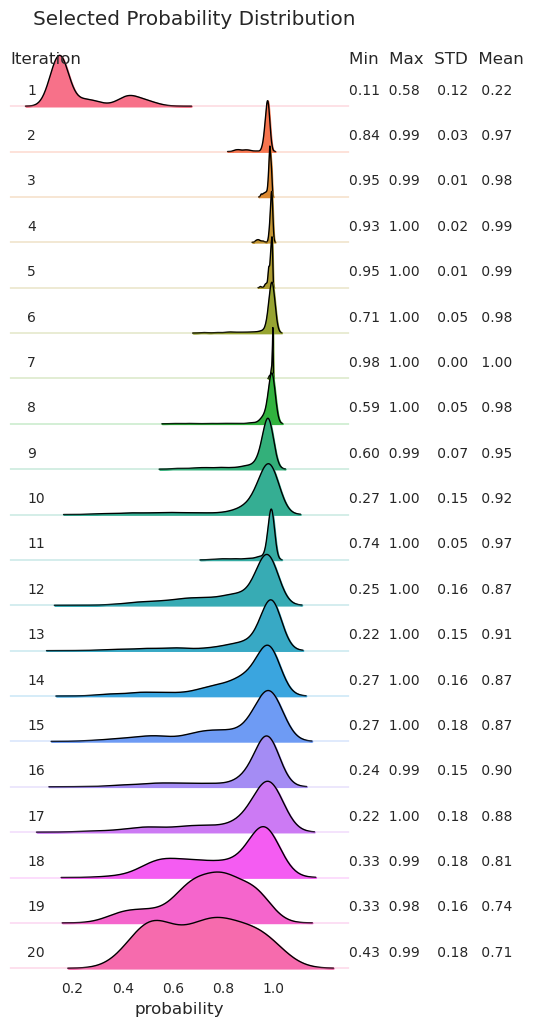 Selected Probability Distribution
Iteration Min Max STD Mean
1 0.11 0.58 0.12 0.22
2 0.84 0.99 0.03 0.97
3 0.95 0.99 0.01 0.98
4 0.93 1.00 0.02 0.99
5 0.95 1.00 0.01 0.99
6 0.71 1.00 0.05 0.98
7 0.98 1.00 0.00 1.00
8 0.59 1.00 0.05 0.98
9 0.60 0.99 0.07 0.95
10 0.27 1.00 0.15 0.92
11 0.74 1.00 0.05 0.97
12 0.25 1.00 0.16 0.87
13 0.22 1.00 0.15 0.91
14 0.27 1.00 0.16 0.87
15 0.27 1.00 0.18 0.87
16 0.24 0.99 0.15 0.90
17 0.22 1.00 0.18 0.88
18 0.33 0.99 0.18 0.81
19 0.33 0.98 0.16 0.74
20 0.43 0.99 0.18 0.71
0.2 0.4 0.6 0.8 1.0
probability